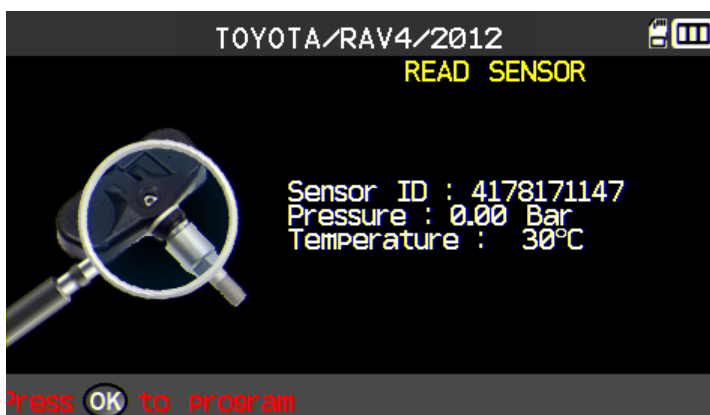 TOYOTA/RAV4/2012
READ SENSOR
Sensor ID : 4178171147
Pressure : 0.00 Bar
Temperature : 30°C
Press OK to program